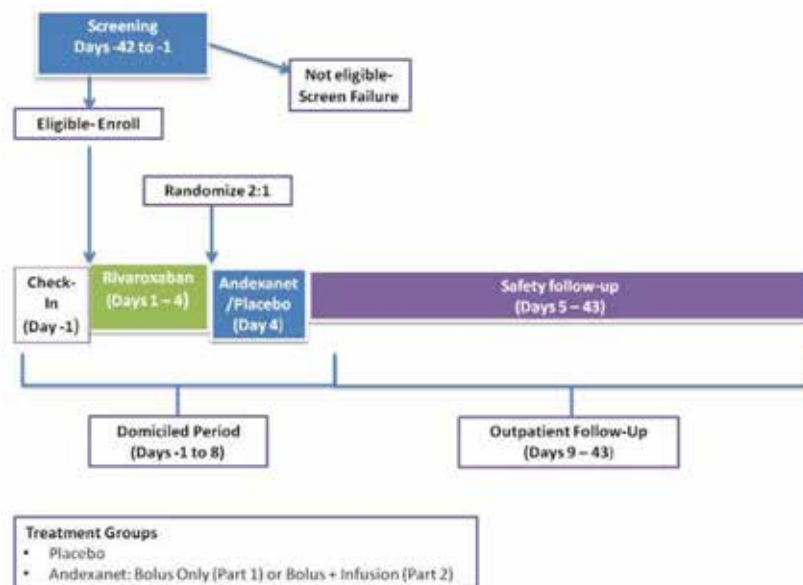 Screening
Days -42 to -1
Not eligible-
Screen Failure
Eligible- Enroll
Randomize 2:1
Check-
In
(Day -1)
Rivaroxaban
(Days 1 – 4)
Andexanet
/Placebo
(Day 4)
Safety follow-up
(Days 5 – 43)
Domiciled Period
(Days -1 to 8)
Outpatient Follow-Up
(Days 9 – 43)
Treatment Groups
• Placebo
• Andexanet: Bolus Only (Part 1) or Bolus + Infusion (Part 2)